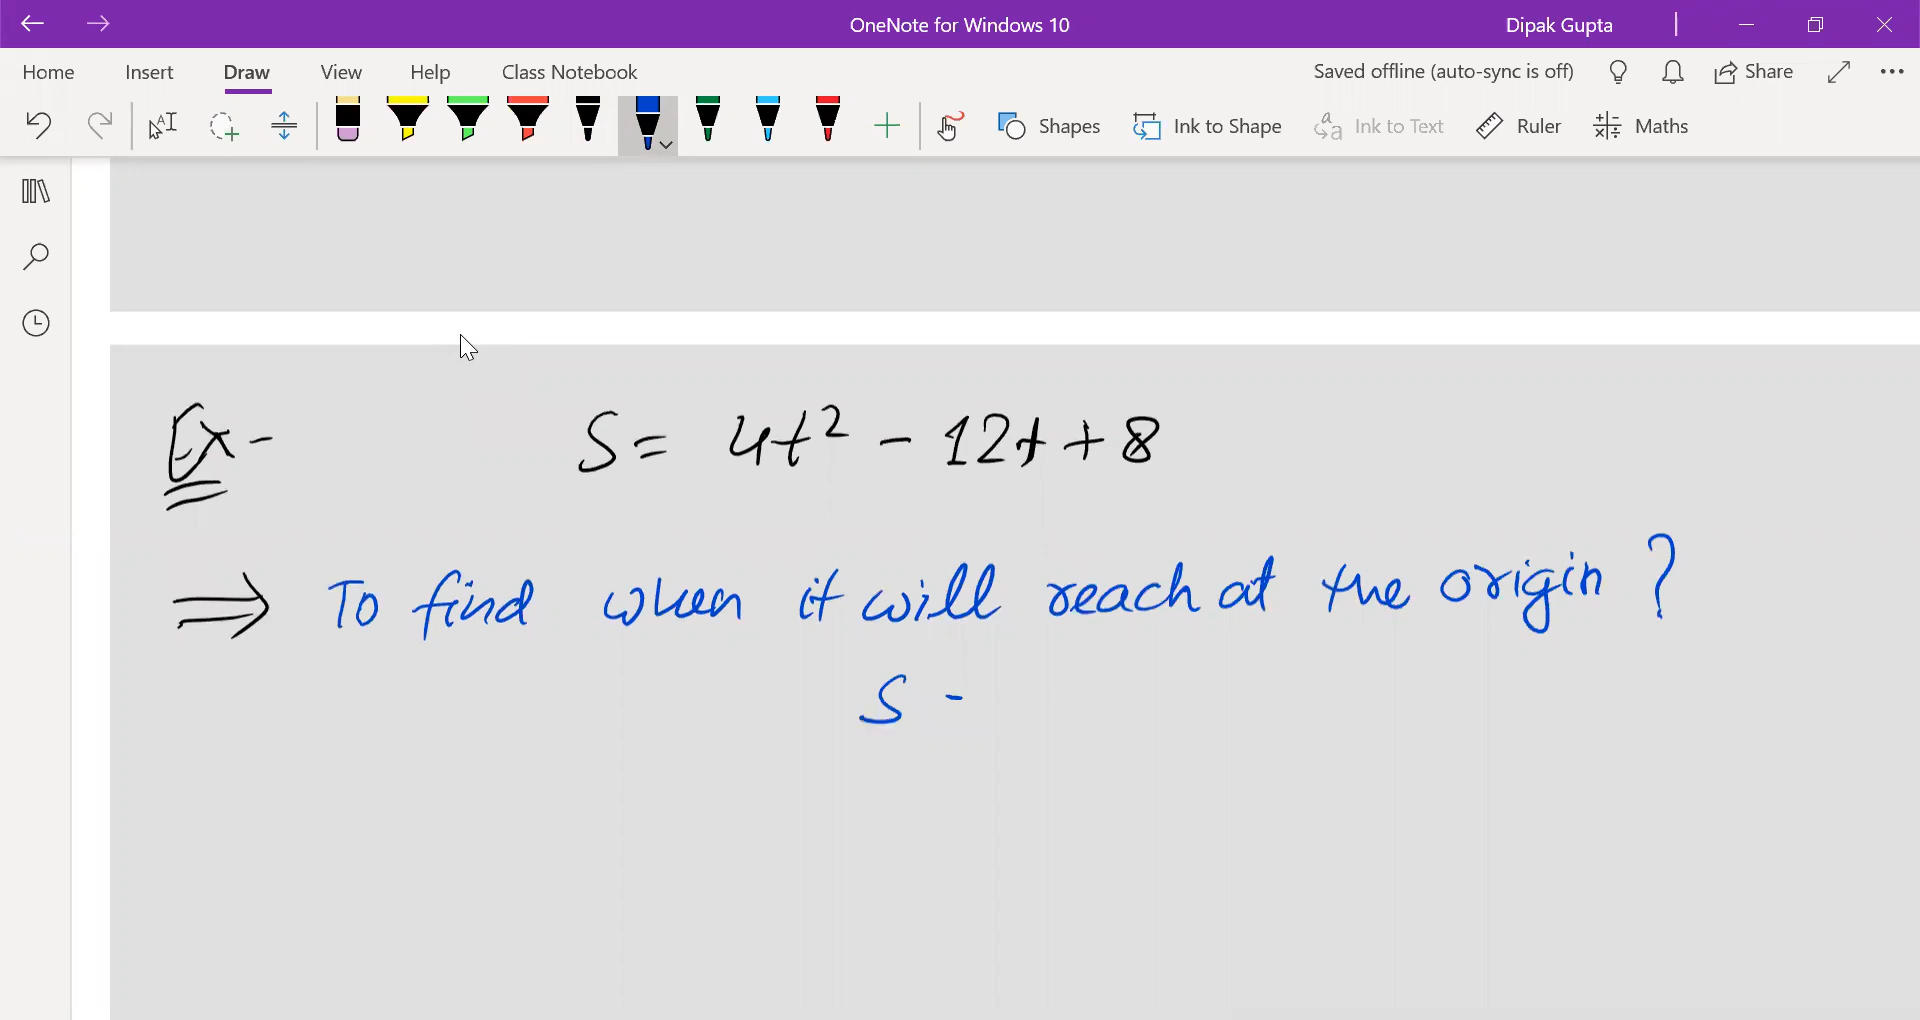 OneNote for Windows 10 Dipak Gupta
Home Insert Draw View Help Class Notebook Saved offline (auto-sync is off) Share
Shapes Ink to Shape Ink to Text Ruler Maths
Ex - S = 4t² - 12t + 8
⇒ To find when it will reach at the origin ?
S -